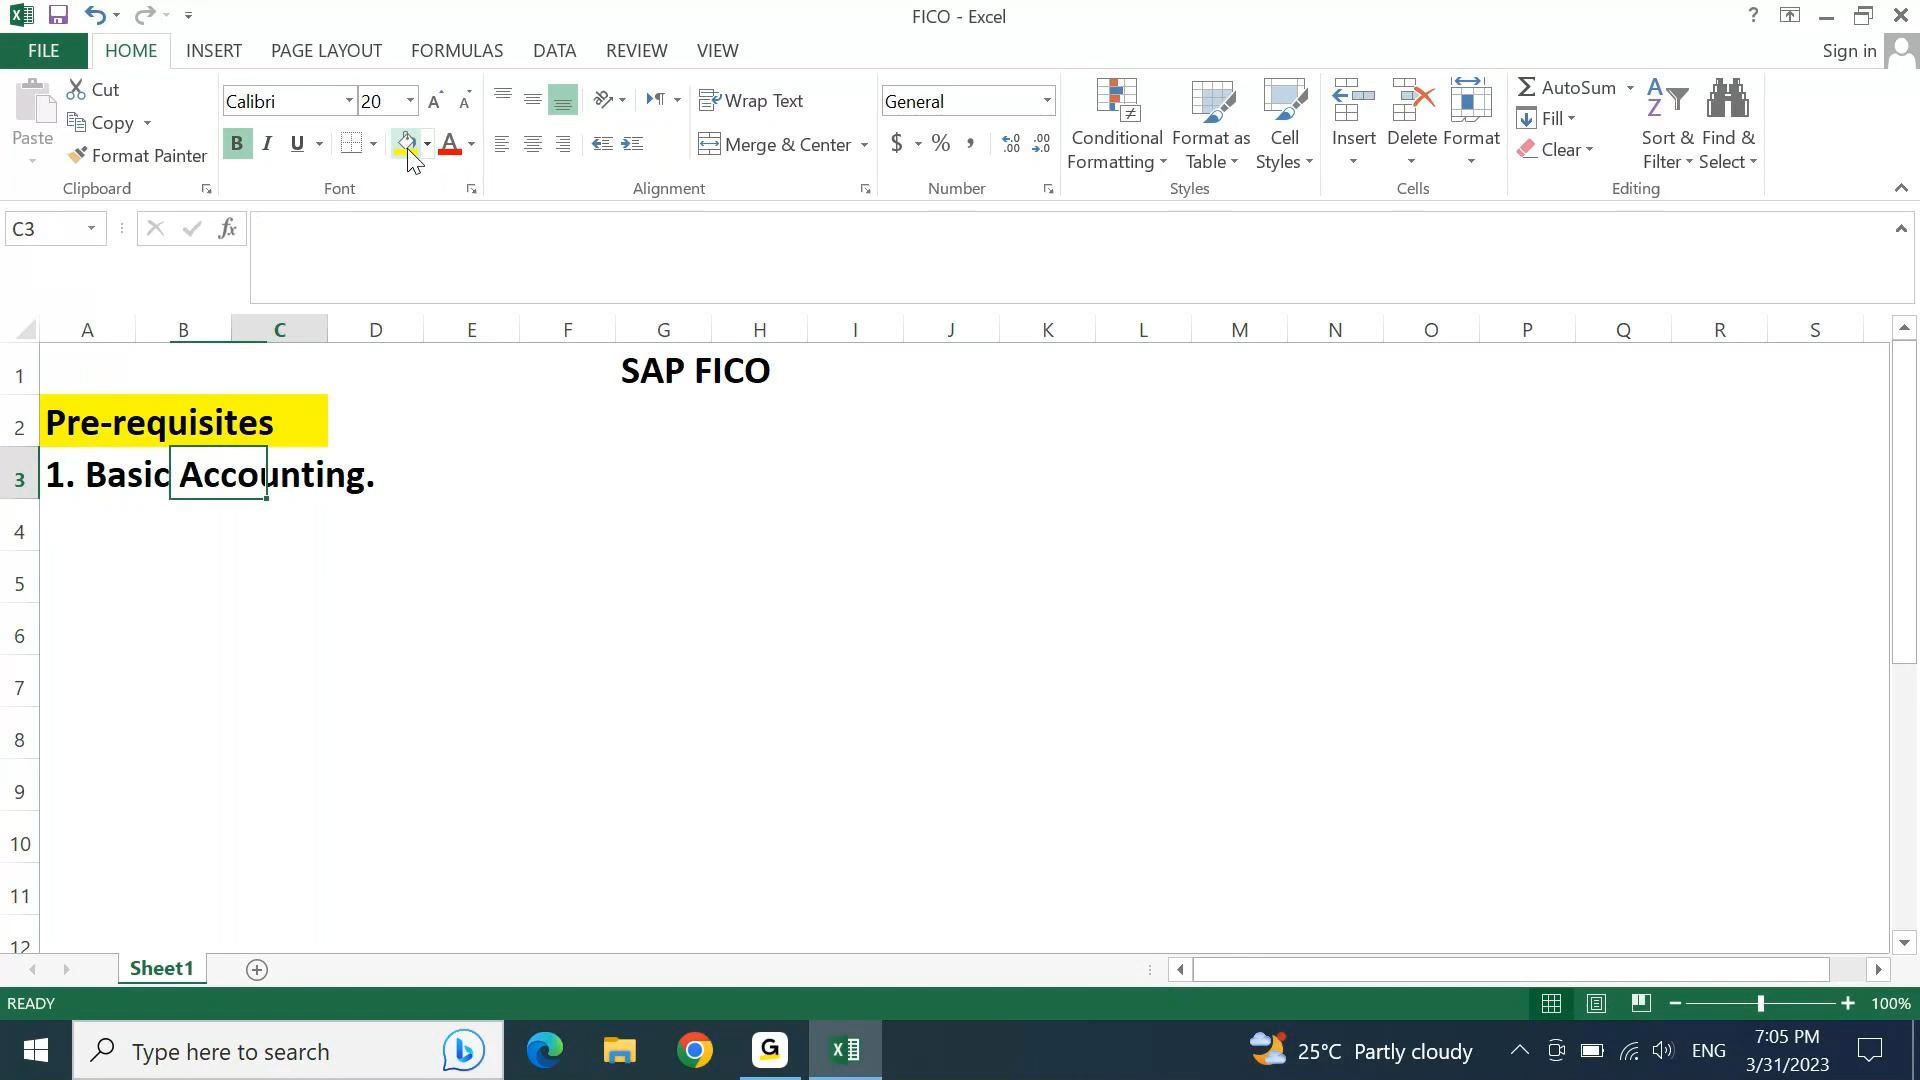 FICO - Excel
?
FILE HOME INSERT PAGE LAYOUT FORMULAS DATA REVIEW VIEW Sign in
Paste
Cut
Copy
Format Painter
Clipboard
Calibri 20
B I U A
Font
Wrap Text
Merge & Center
Alignment
General
$ % ,
Number
Conditional Formatting
Format as Table
Cell Styles
Styles
Insert Delete Format
Cells
AutoSum
Fill
Clear
Sort & Filter
Find & Select
Editing
C3 fx
A B C D E F G H I J K L M N O P Q R S
1 SAP FICO
2 Pre-requisites
3 1. Basic Accounting.
4
5
6
7
8
9
10
11
12
Sheet1
READY 100%
Type here to search
25°C Partly cloudy
ENG
7:05 PM
3/31/2023